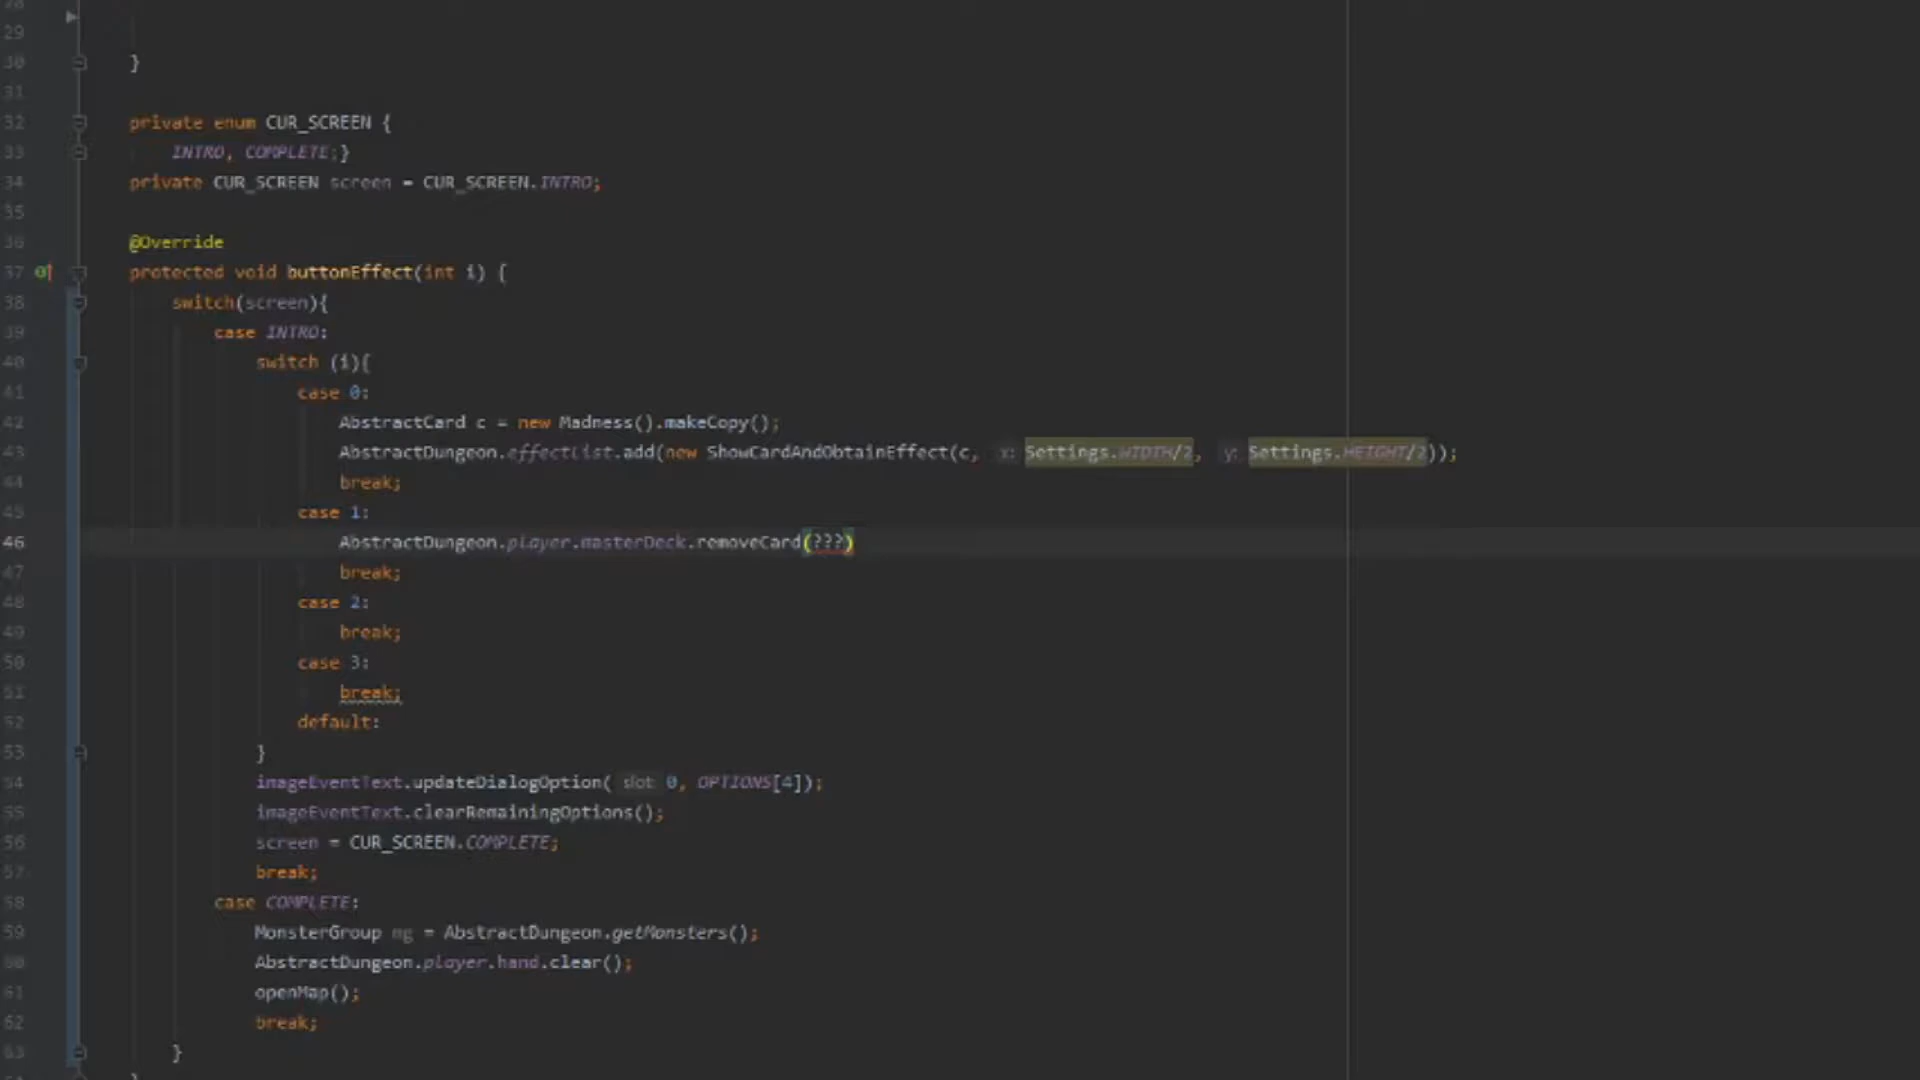 28
29
30 }
31
32 private enum CUR_SCREEN {
33 INTRO, COMPLETE;}
34 private CUR_SCREEN screen = CUR_SCREEN.INTRO;
35
36 @Override
37 protected void buttonEffect(int i) {
38 switch(screen){
39 case INTRO:
40 switch (i){
41 case 0:
42 AbstractCard c = new Madness().makeCopy();
43 AbstractDungeon.effectList.add(new ShowCardAndObtainEffect(c, x: Settings.WIDTH/2, y: Settings.HEIGHT/2));
44 break;
45 case 1:
46 AbstractDungeon.player.masterDeck.removeCard(???)
47 break;
48 case 2:
49 break;
50 case 3:
51 break;
52 default:
53 }
54 imageEventText.updateDialogOption( slot: 0, OPTIONS[4]);
55 imageEventText.clearRemainingOptions();
56 screen = CUR_SCREEN.COMPLETE;
57 break;
58 case COMPLETE:
59 MonsterGroup mg = AbstractDungeon.getMonsters();
60 AbstractDungeon.player.hand.clear();
61 openMap();
62 break;
63 }